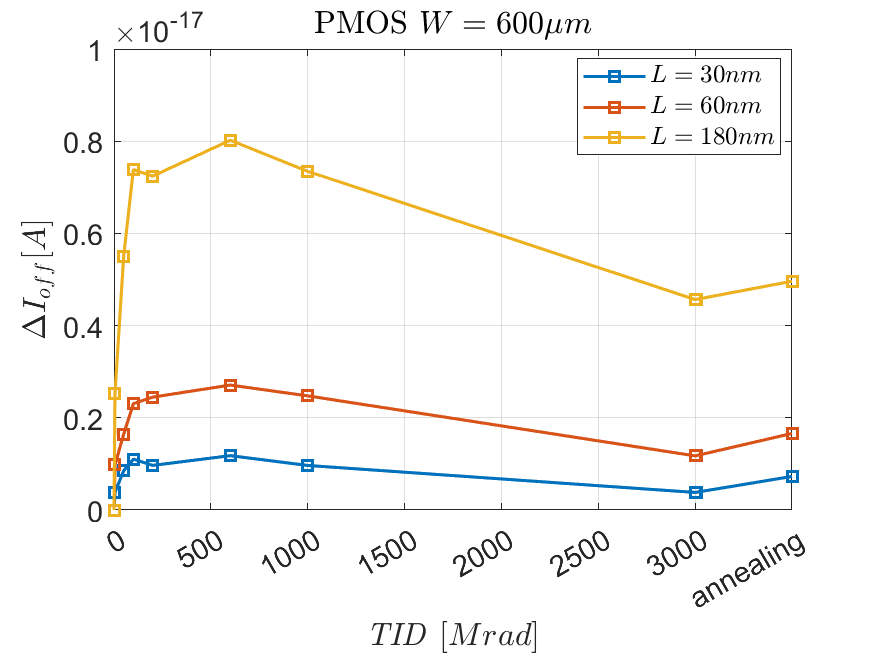 PMOS W = 600μm
×10^-17
1
0.8
0.6
0.4
0.2
0
ΔI_off[A]
L = 30nm
L = 60nm
L = 180nm
0 500 1000 1500 2000 2500 3000 annealing
TID [Mrad]